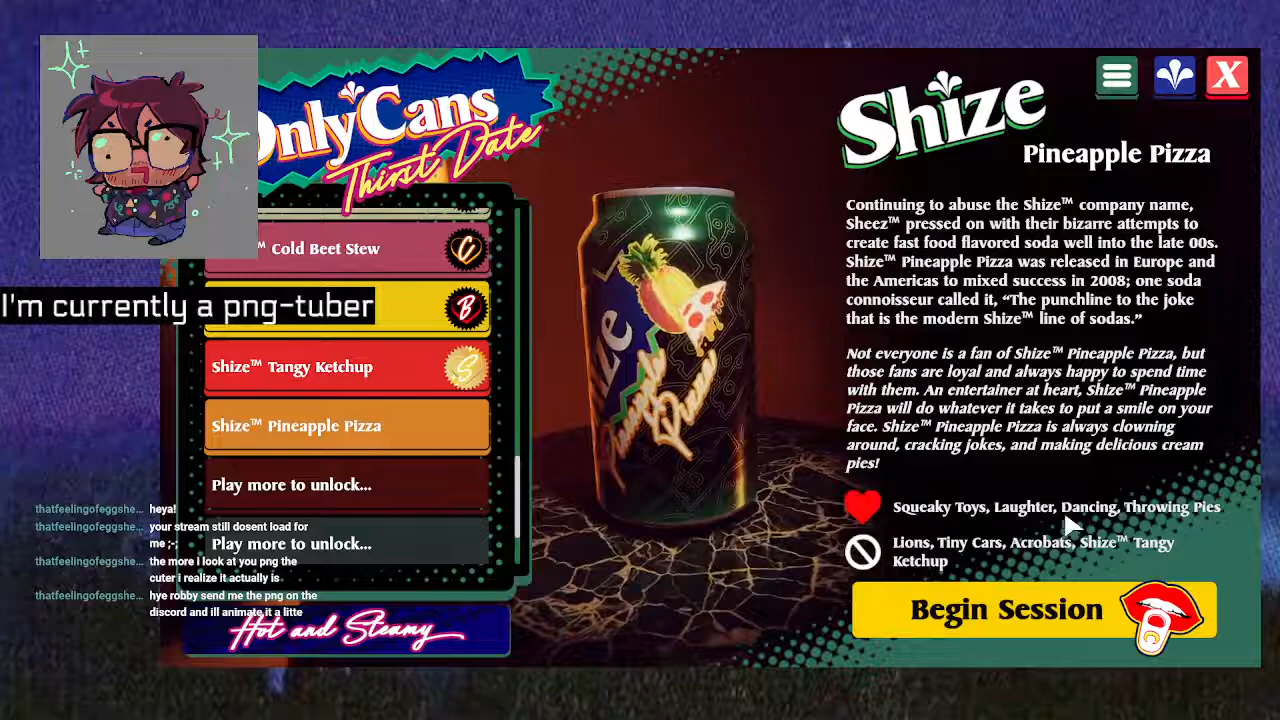 OnlyCans
Thirst Date
™ Cold Beet Stew
C
I'm currently a png-tuber
B
Shize™ Tangy Ketchup
S
Shize™ Pineapple Pizza
Play more to unlock...
Play more to unlock...
thatfeelingofeggshe... heya!
thatfeelingofeggshe... your stream still dosent load for
me ;-;
thatfeelingofeggshe... the more I look at you png the
cuter i realize it actually is
thatfeelingofeggshe... hye robby send me the png on the
discord and ill animate it a litte
Hot and Steamy
Pineapple
Pizza
Shize
X
Pineapple Pizza
Continuing to abuse the Shize™ company name,
Sheez™ pressed on with their bizarre attempts to
create fast food flavored soda well into the late 00s.
Shize™ Pineapple Pizza was released in Europe and
the Americas to mixed success in 2008; one soda
connoisseur called it, “The punchline to the joke
that is the modern Shize™ line of sodas.”
Not everyone is a fan of Shize™ Pineapple Pizza, but
those fans are loyal and always happy to spend time
with them. An entertainer at heart, Shize™ Pineapple
Pizza will do whatever it takes to put a smile on your
face. Shize™ Pineapple Pizza is always clowning
around, cracking jokes, and making delicious cream
pies!
Squeaky Toys, Laughter, Dancing, Throwing Pies
Lions, Tiny Cars, Acrobats, Shize™ Tangy
Ketchup
Begin Session